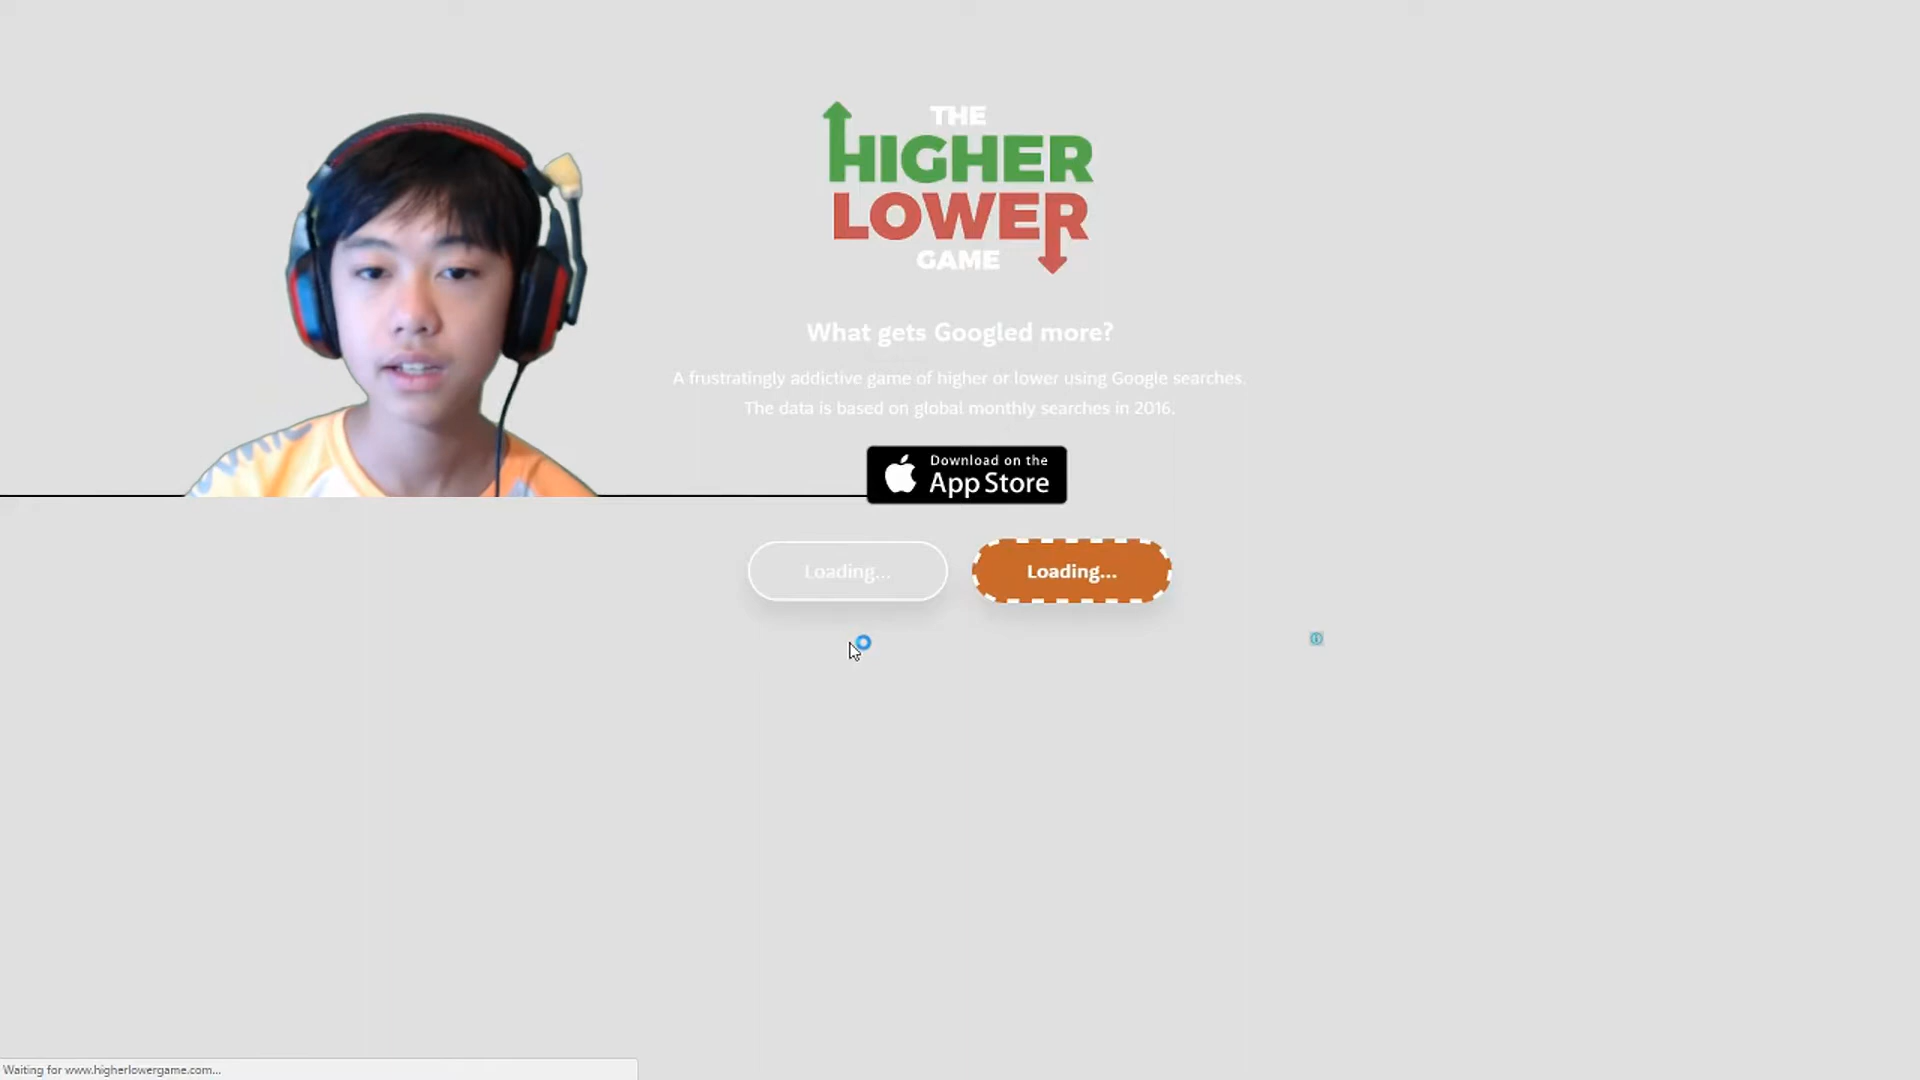 THE
HIGHER
LOWER
GAME
What gets Googled more?
A frustratingly addictive game of higher or lower using Google searches.
The data is based on global monthly searches in 2016.
Download on the
App Store
Loading...
Loading...
Waiting for www.higherlowergame.com...